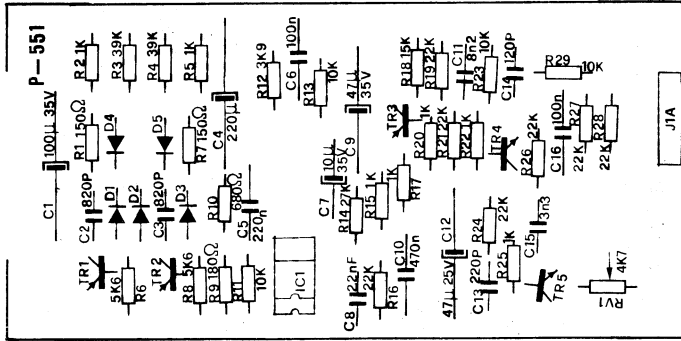 P-551
R2 1K
R3 39K
R4 39K
R5 1K
100µ 35V
C1
R1 150Ω
D4
D5
R7 150Ω
C4
220µ
C2 820P
D1
D2
C3 820P
D3
R10
680Ω
C5
220n
TR1
5K6
R6
TR2
R8 5K6
R9 180Ω
R11
10K
IC1
R12 3K9
C6
100n
R13
10K
47µ
35V
C9
10µ
35V
C7
R14 27K
R15 1K
1K
R17
C8 22nF
22K
R16
C10
470n
R18 15K
R19 22K
C11
8n2
R23
10K
C14
120P
R29
10K
TR3
R20 1K
R21 22K
R22 1K
TR4
R26
22K
C16
100n
R27
22K
R28
22K
J1A
C12
47µ 25V
R24
22K
C13 220P
R25
1K
C15
3n3
TR5
RV1
4K7